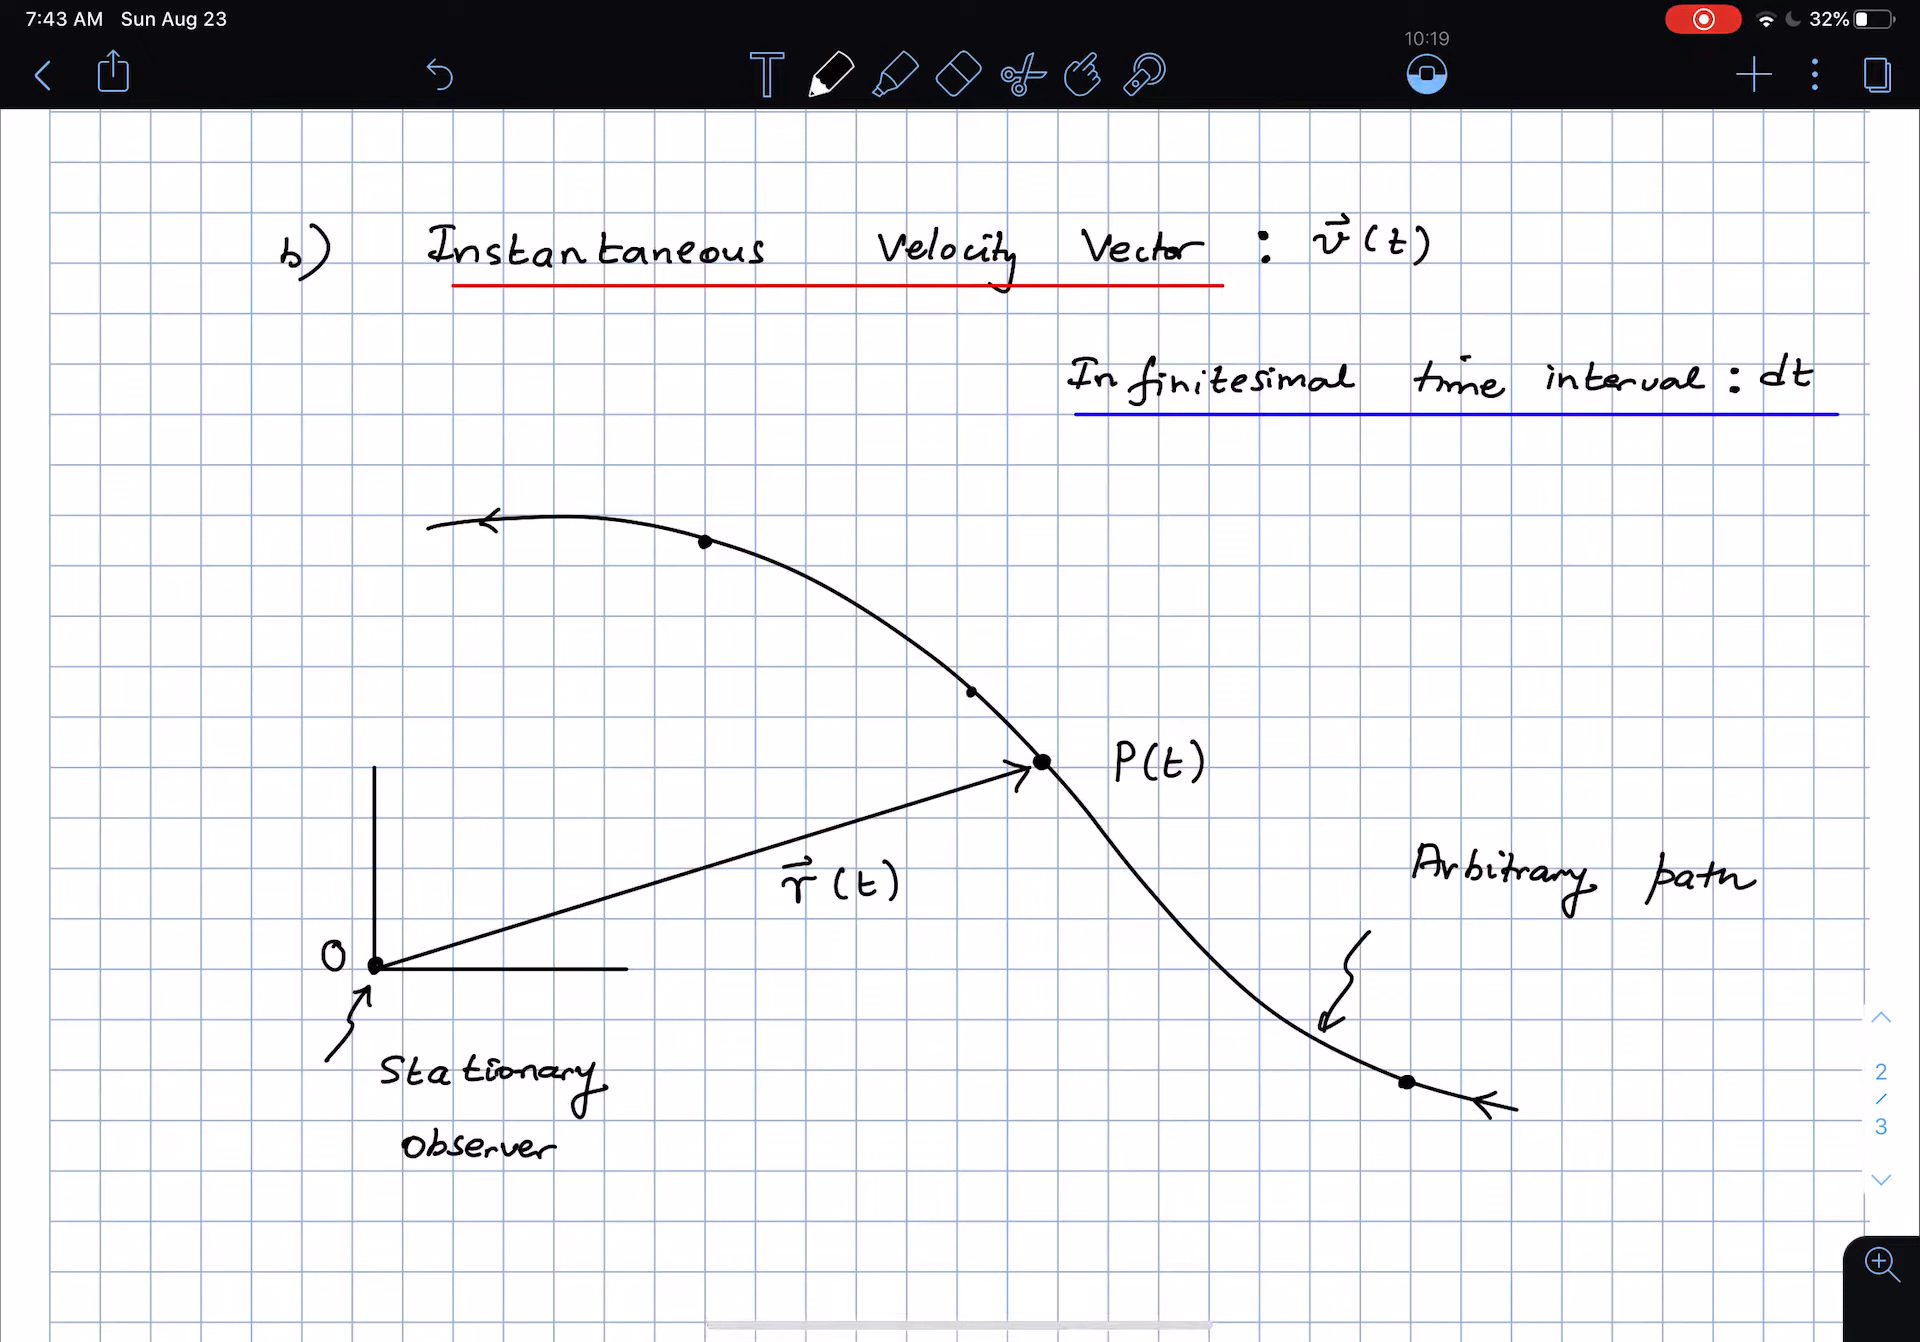 7:43 AM Sun Aug 23
32%
10:19
b) Instantaneous Velocity Vector : v⃗(t)
Infinitesimal time interval : dt
P(t)
r⃗(t)
Arbitrary path
O
Stationary
Observer
2
/
3